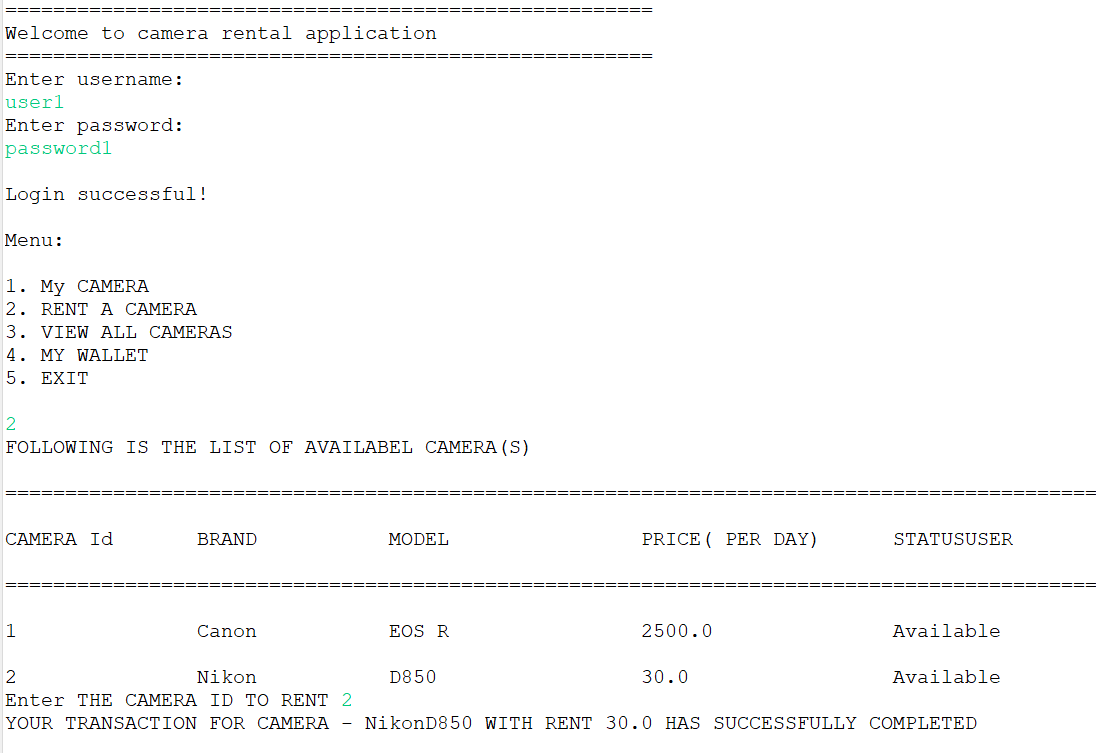 ======================================================
Welcome to camera rental application
======================================================
Enter username:
user1
Enter password:
password1
Login successful!
Menu:
1. My CAMERA
2. RENT A CAMERA
3. VIEW ALL CAMERAS
4. MY WALLET
5. EXIT
2
FOLLOWING IS THE LIST OF AVAILABEL CAMERA(S)
===========================================================================================
CAMERA Id BRAND MODEL PRICE( PER DAY) STATUSUSER
===========================================================================================
1 Canon EOS R 2500.0 Available
2 Nikon D850 30.0 Available
Enter THE CAMERA ID TO RENT 2
YOUR TRANSACTION FOR CAMERA - NikonD850 WITH RENT 30.0 HAS SUCCESSFULLY COMPLETED